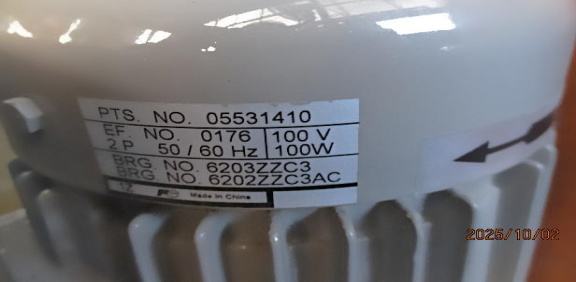 PTS. NO. 05531410
EF. NO. 0176 100 V
2 P 50 / 60 Hz 100W
BRG NO. 6203ZZC3
BRG NO. 6202ZZC3AC
12 Made in China
2025/10/02